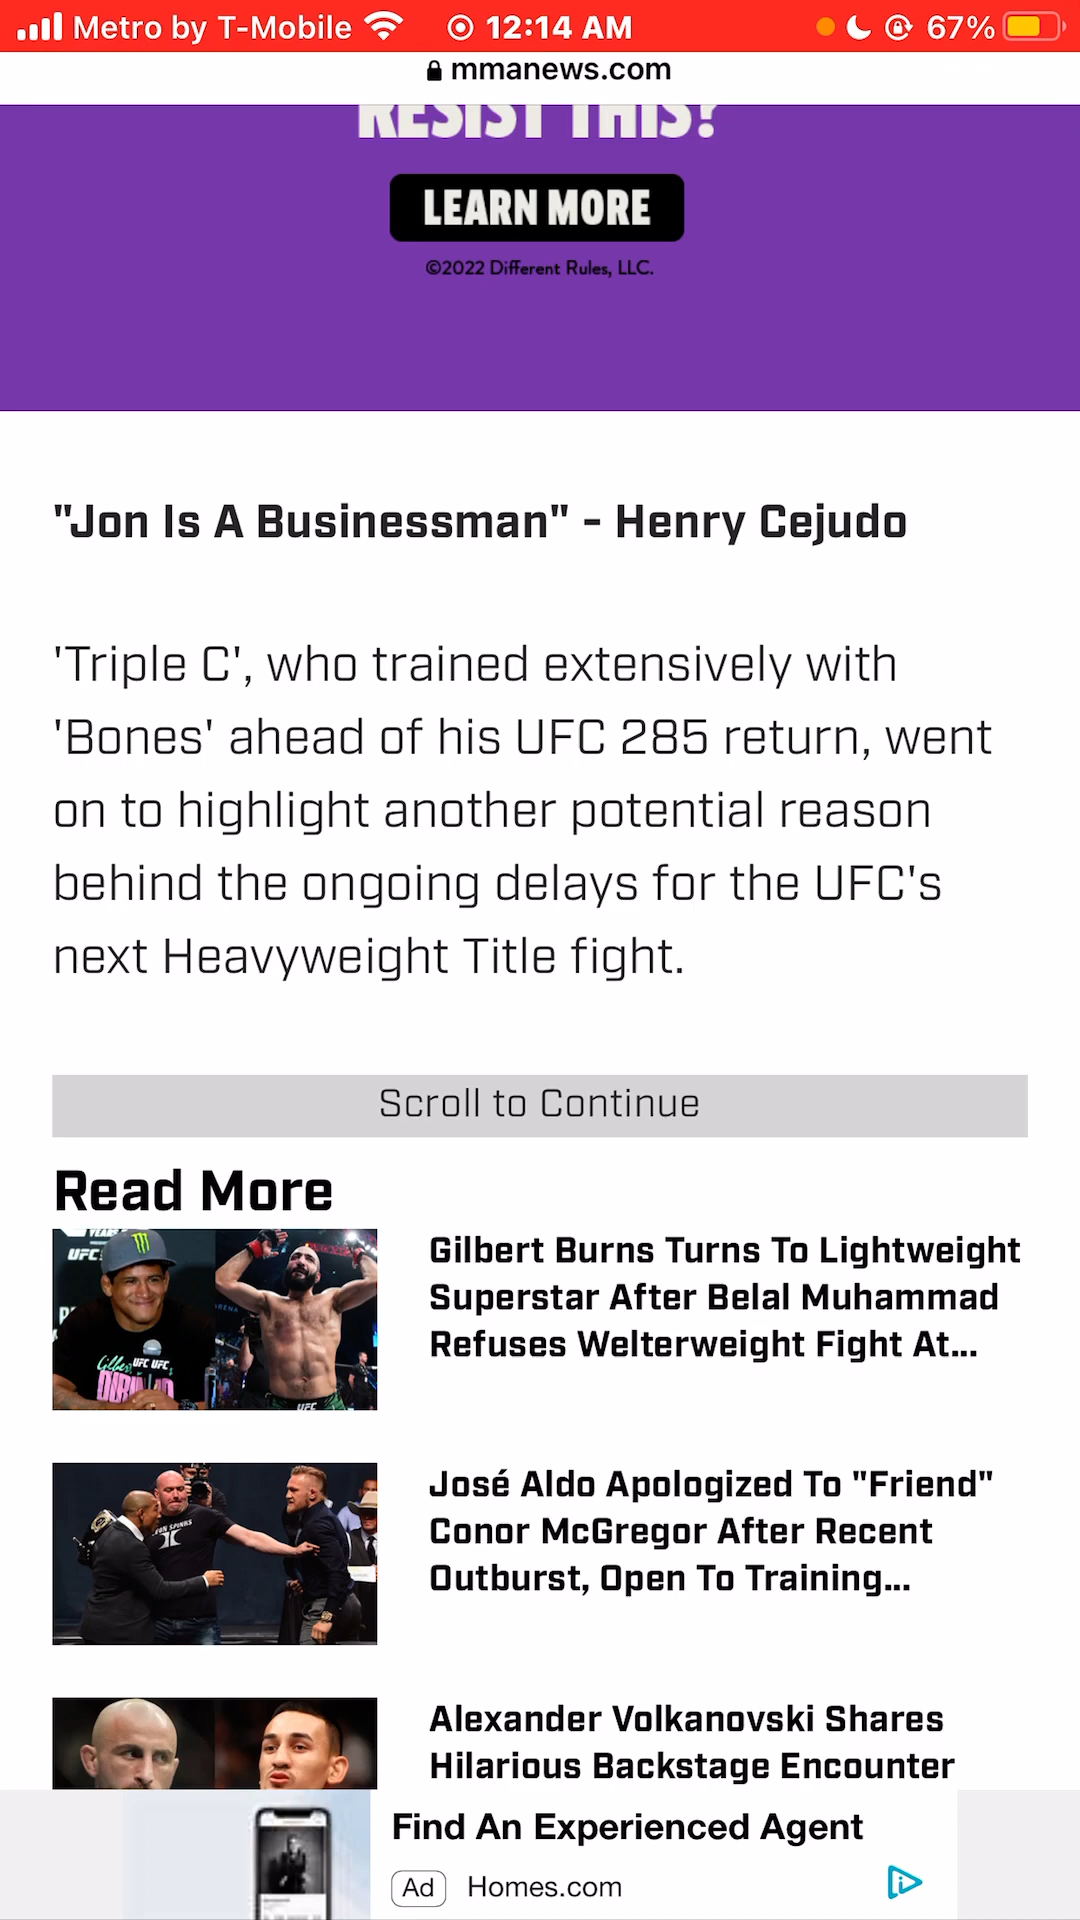 Metro by T-Mobile 12:14 AM 67%
mmanews.com
RESIST THIS?
LEARN MORE
©2022 Different Rules, LLC.
"Jon Is A Businessman" - Henry Cejudo
'Triple C', who trained extensively with
'Bones' ahead of his UFC 285 return, went
on to highlight another potential reason
behind the ongoing delays for the UFC's
next Heavyweight Title fight.
Scroll to Continue
Read More
Gilbert Burns Turns To Lightweight
Superstar After Belal Muhammad
Refuses Welterweight Fight At...
José Aldo Apologized To "Friend"
Conor McGregor After Recent
Outburst, Open To Training...
Alexander Volkanovski Shares
Hilarious Backstage Encounter
Find An Experienced Agent
Ad Homes.com